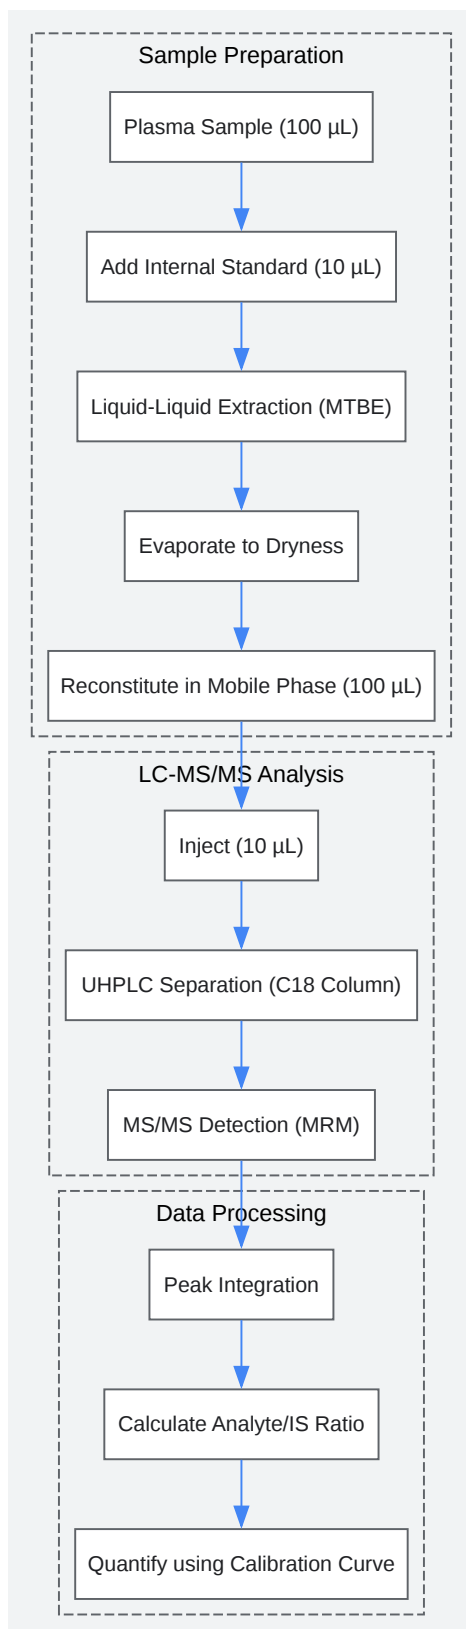 Sample Preparation
Plasma Sample (100 µL)
Add Internal Standard (10 µL)
Liquid-Liquid Extraction (MTBE)
Evaporate to Dryness
Reconstitute in Mobile Phase (100 µL)
LC-MS/MS Analysis
Inject (10 µL)
UHPLC Separation (C18 Column)
MS/MS Detection (MRM)
Data Processing
Peak Integration
Calculate Analyte/IS Ratio
Quantify using Calibration Curve